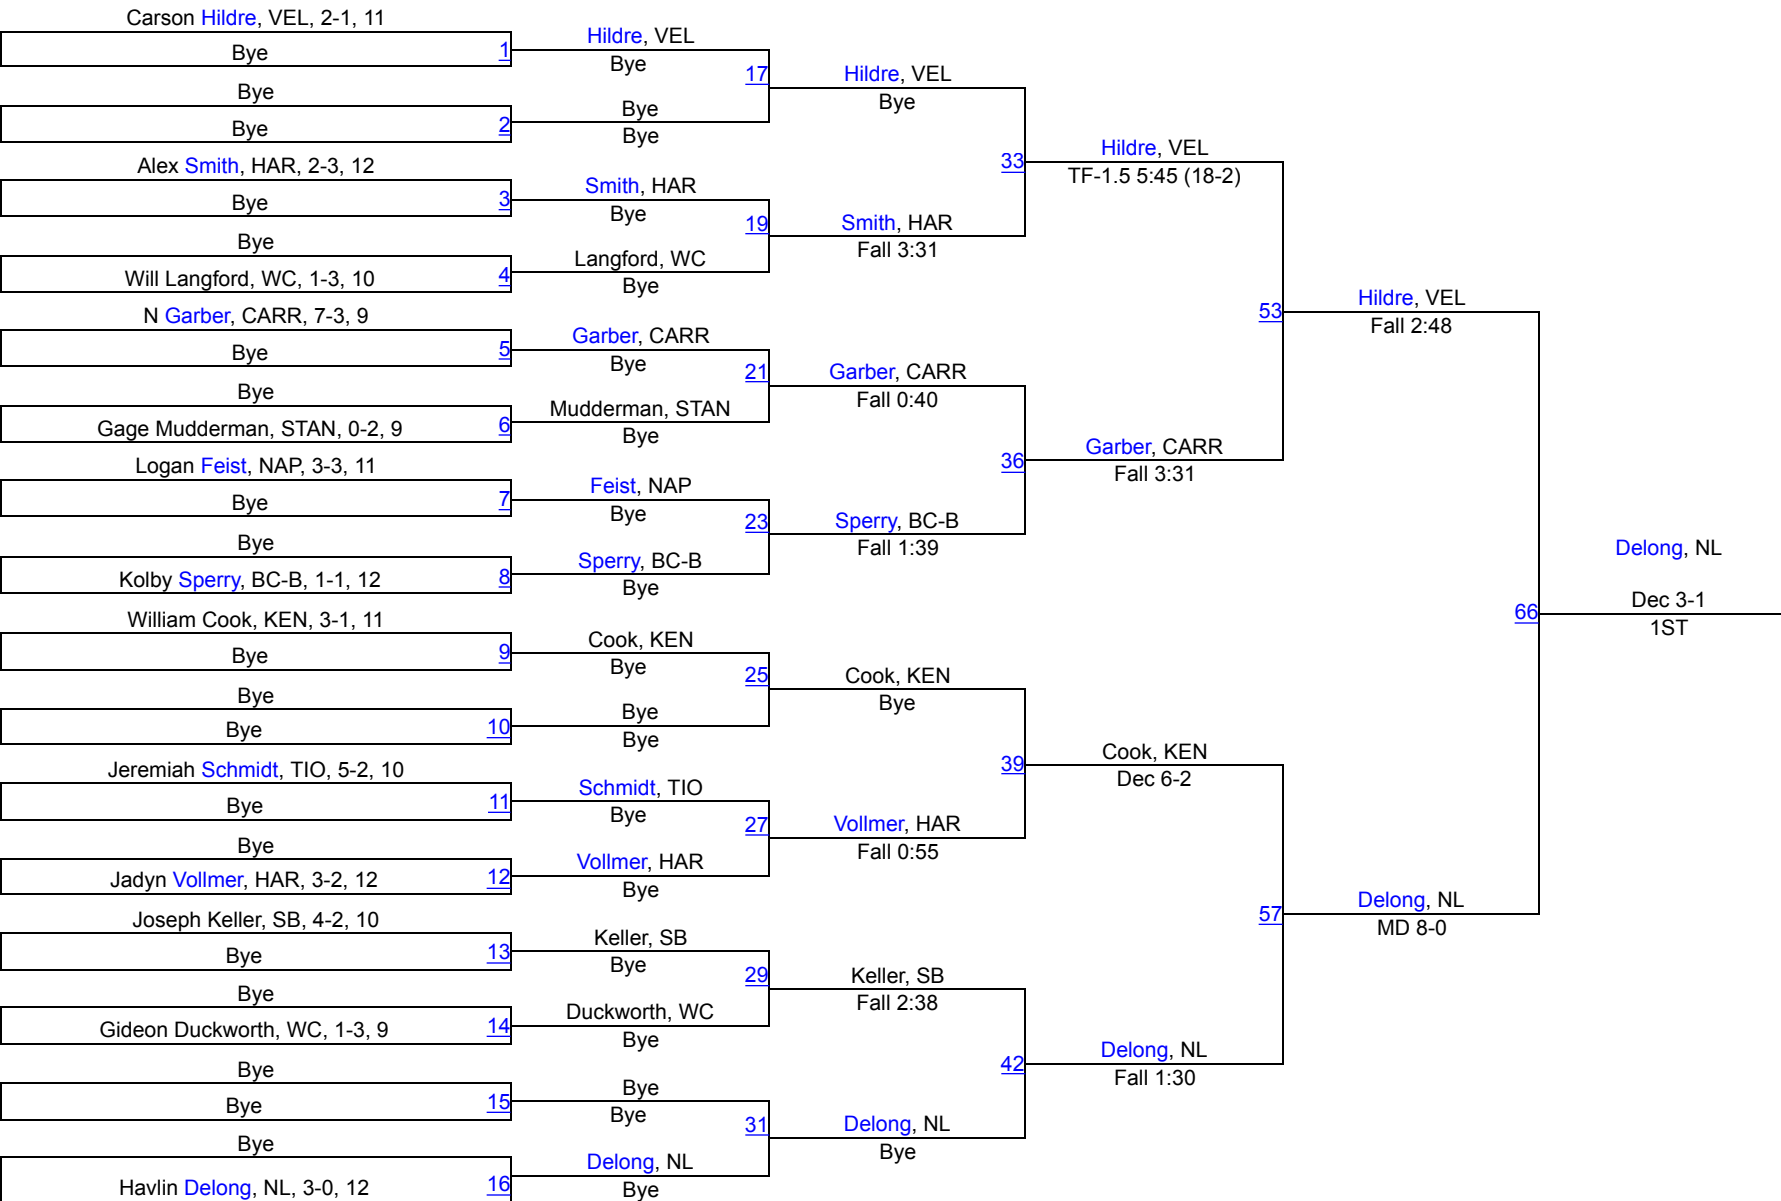 Carson Hildre, VEL, 2-1, 11
Bye
1
Bye
Bye
2
Alex Smith, HAR, 2-3, 12
Bye
3
Bye
Will Langford, WC, 1-3, 10
4
N Garber, CARR, 7-3, 9
Bye
5
Bye
Gage Mudderman, STAN, 0-2, 9
6
Logan Feist, NAP, 3-3, 11
Bye
7
Bye
Kolby Sperry, BC-B, 1-1, 12
8
William Cook, KEN, 3-1, 11
Bye
9
Bye
Bye
10
Jeremiah Schmidt, TIO, 5-2, 10
Bye
11
Bye
Jadyn Vollmer, HAR, 3-2, 12
12
Joseph Keller, SB, 4-2, 10
Bye
13
Bye
Gideon Duckworth, WC, 1-3, 9
14
Bye
Bye
15
Bye
Havlin Delong, NL, 3-0, 12
16
Hildre, VEL
Bye
17
Bye
Bye
Smith, HAR
Bye
19
Langford, WC
Bye
Garber, CARR
Bye
21
Mudderman, STAN
Bye
Feist, NAP
Bye
23
Sperry, BC-B
Bye
Cook, KEN
Bye
25
Bye
Bye
Schmidt, TIO
Bye
27
Vollmer, HAR
Bye
Keller, SB
Bye
29
Duckworth, WC
Bye
Bye
Bye
31
Delong, NL
Bye
Hildre, VEL
Bye
33
Smith, HAR
Fall 3:31
Garber, CARR
Fall 0:40
36
Sperry, BC-B
Fall 1:39
Cook, KEN
Bye
39
Vollmer, HAR
Fall 0:55
Keller, SB
Fall 2:38
42
Delong, NL
Bye
Hildre, VEL
TF-1.5 5:45 (18-2)
53
Garber, CARR
Fall 3:31
Cook, KEN
Dec 6-2
57
Delong, NL
Fall 1:30
Hildre, VEL
Fall 2:48
66
Delong, NL
MD 8-0
Delong, NL
Dec 3-1
1ST